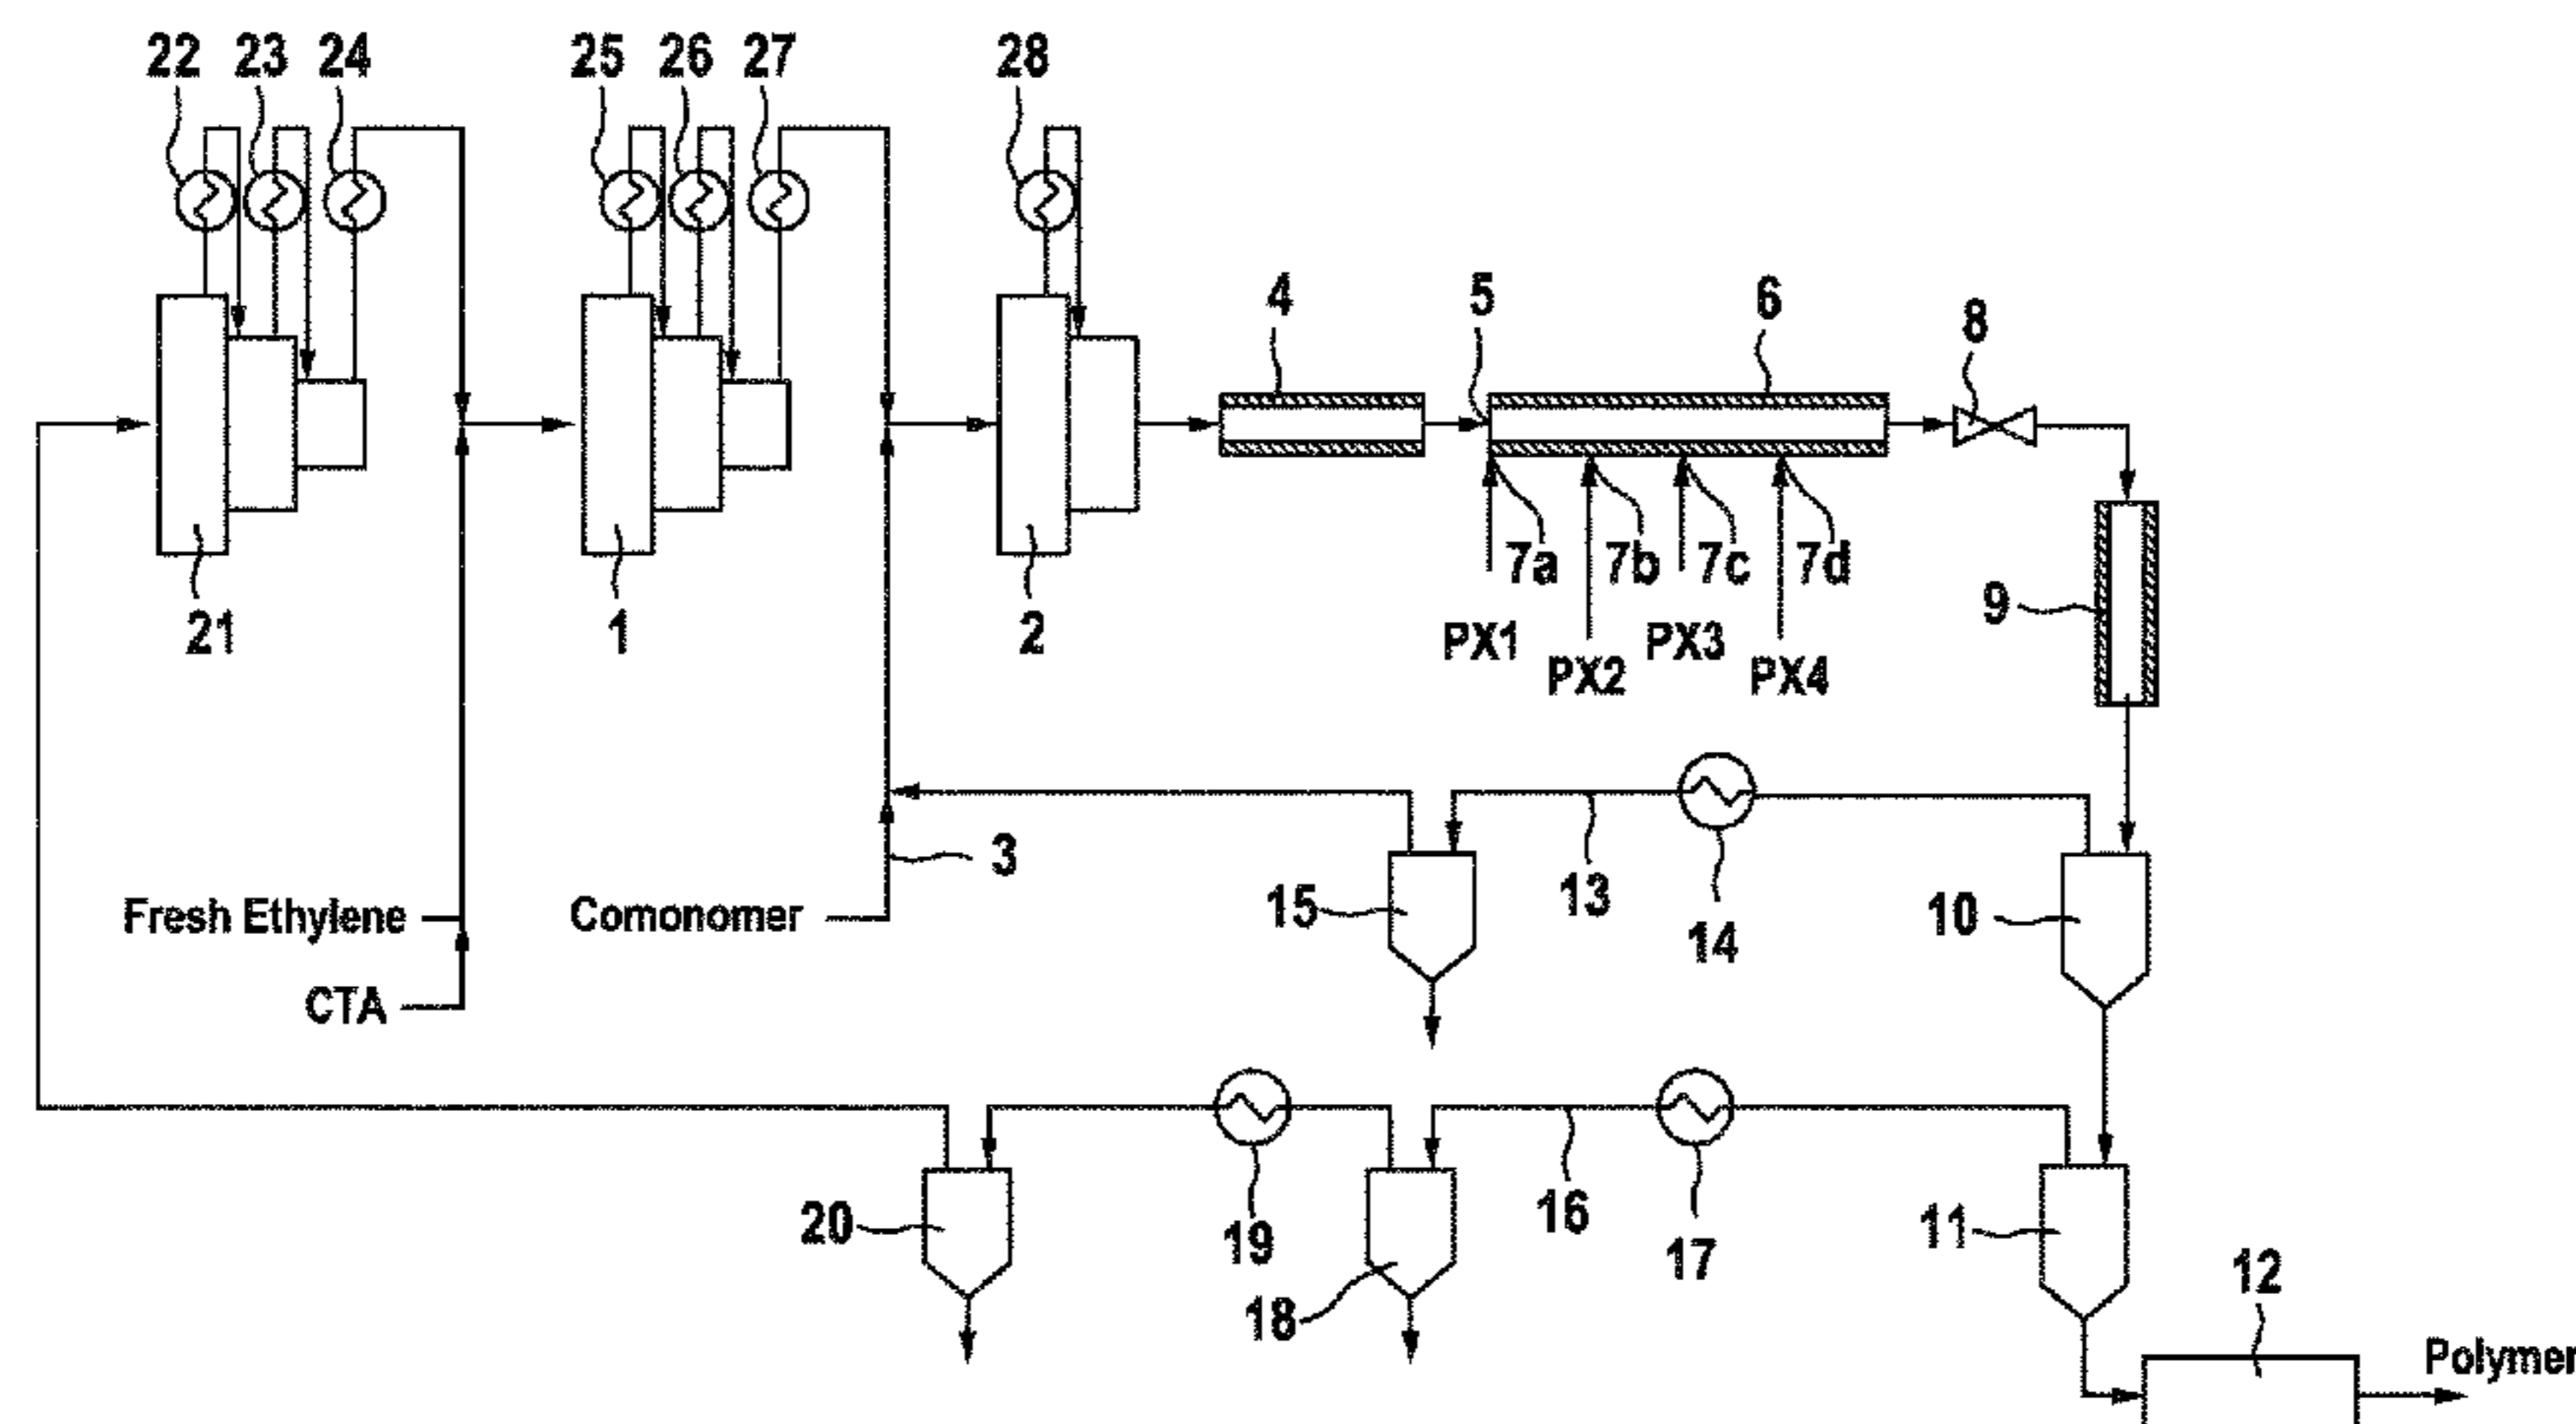 22 23 24 25 26 27 28
4 5 6 8
7a 7b 7c 7d
9
21 1 2 PX1 PX3
PX2 PX4
3
13
15 10
Fresh Ethylene Comonomer
14
CTA
16
20 19 17 11
18 12
Polymer